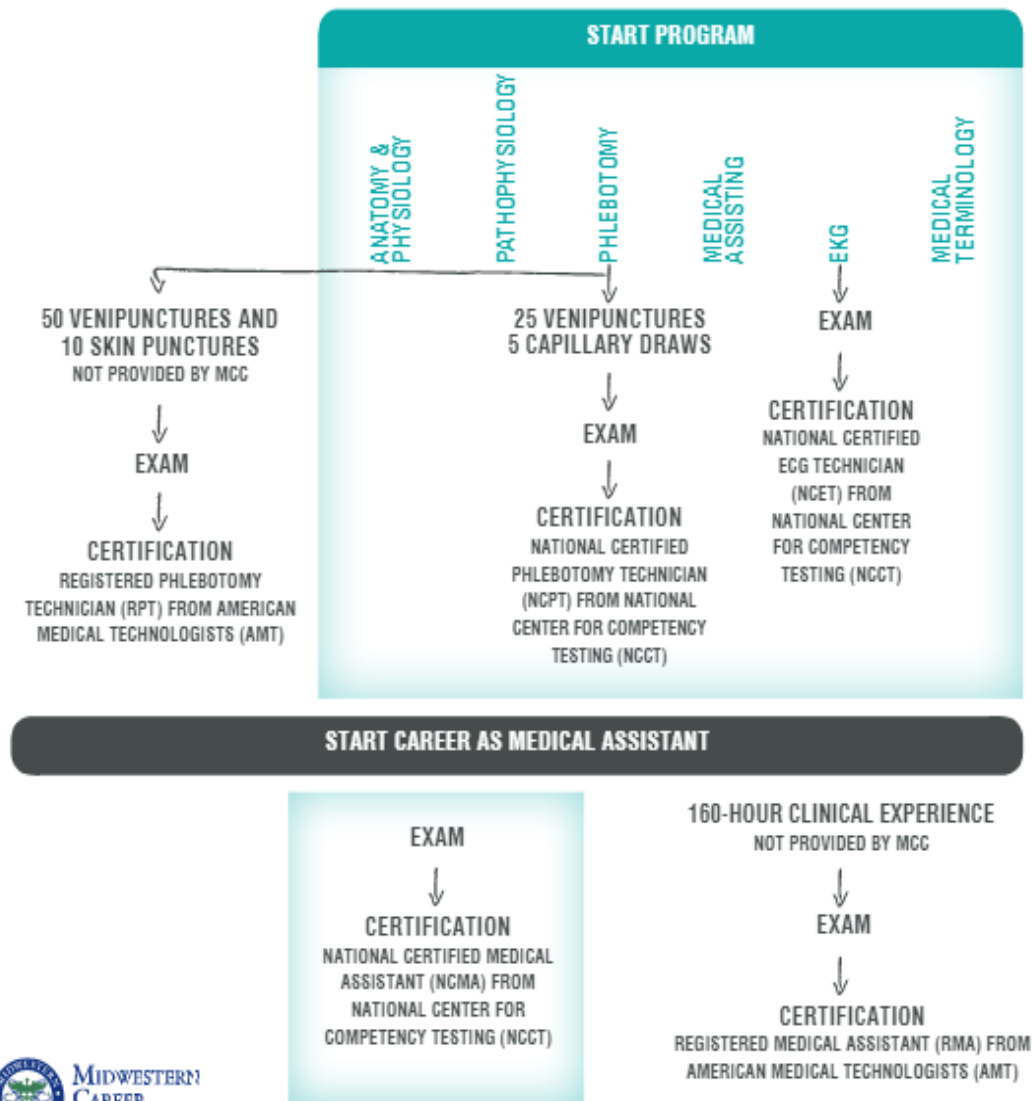 START PROGRAM
ANATOMY &
PHYSIOLOGY
PATHOPHYSIOLOGY
PHLEBOTOMY
MEDICAL
ASSISTING
EKG
MEDICAL
TERMINOLOGY
50 VENIPUNCTURES AND
10 SKIN PUNCTURES
NOT PROVIDED BY MCC
EXAM
CERTIFICATION
REGISTERED PHLEBOTOMY
TECHNICIAN (RPT) FROM AMERICAN
MEDICAL TECHNOLOGISTS (AMT)
25 VENIPUNCTURES
5 CAPILLARY DRAWS
EXAM
CERTIFICATION
NATIONAL CERTIFIED
PHLEBOTOMY TECHNICIAN
(NCPT) FROM NATIONAL
CENTER FOR COMPETENCY
TESTING (NCCT)
EXAM
CERTIFICATION
NATIONAL CERTIFIED
ECG TECHNICIAN
(NCET) FROM
NATIONAL CENTER
FOR COMPETENCY
TESTING (NCCT)
START CAREER AS MEDICAL ASSISTANT
EXAM
CERTIFICATION
NATIONAL CERTIFIED MEDICAL
ASSISTANT (NCMA) FROM
NATIONAL CENTER FOR
COMPETENCY TESTING (NCCT)
160-HOUR CLINICAL EXPERIENCE
NOT PROVIDED BY MCC
EXAM
CERTIFICATION
REGISTERED MEDICAL ASSISTANT (RMA) FROM
AMERICAN MEDICAL TECHNOLOGISTS (AMT)
MIDWESTERN
CAREER